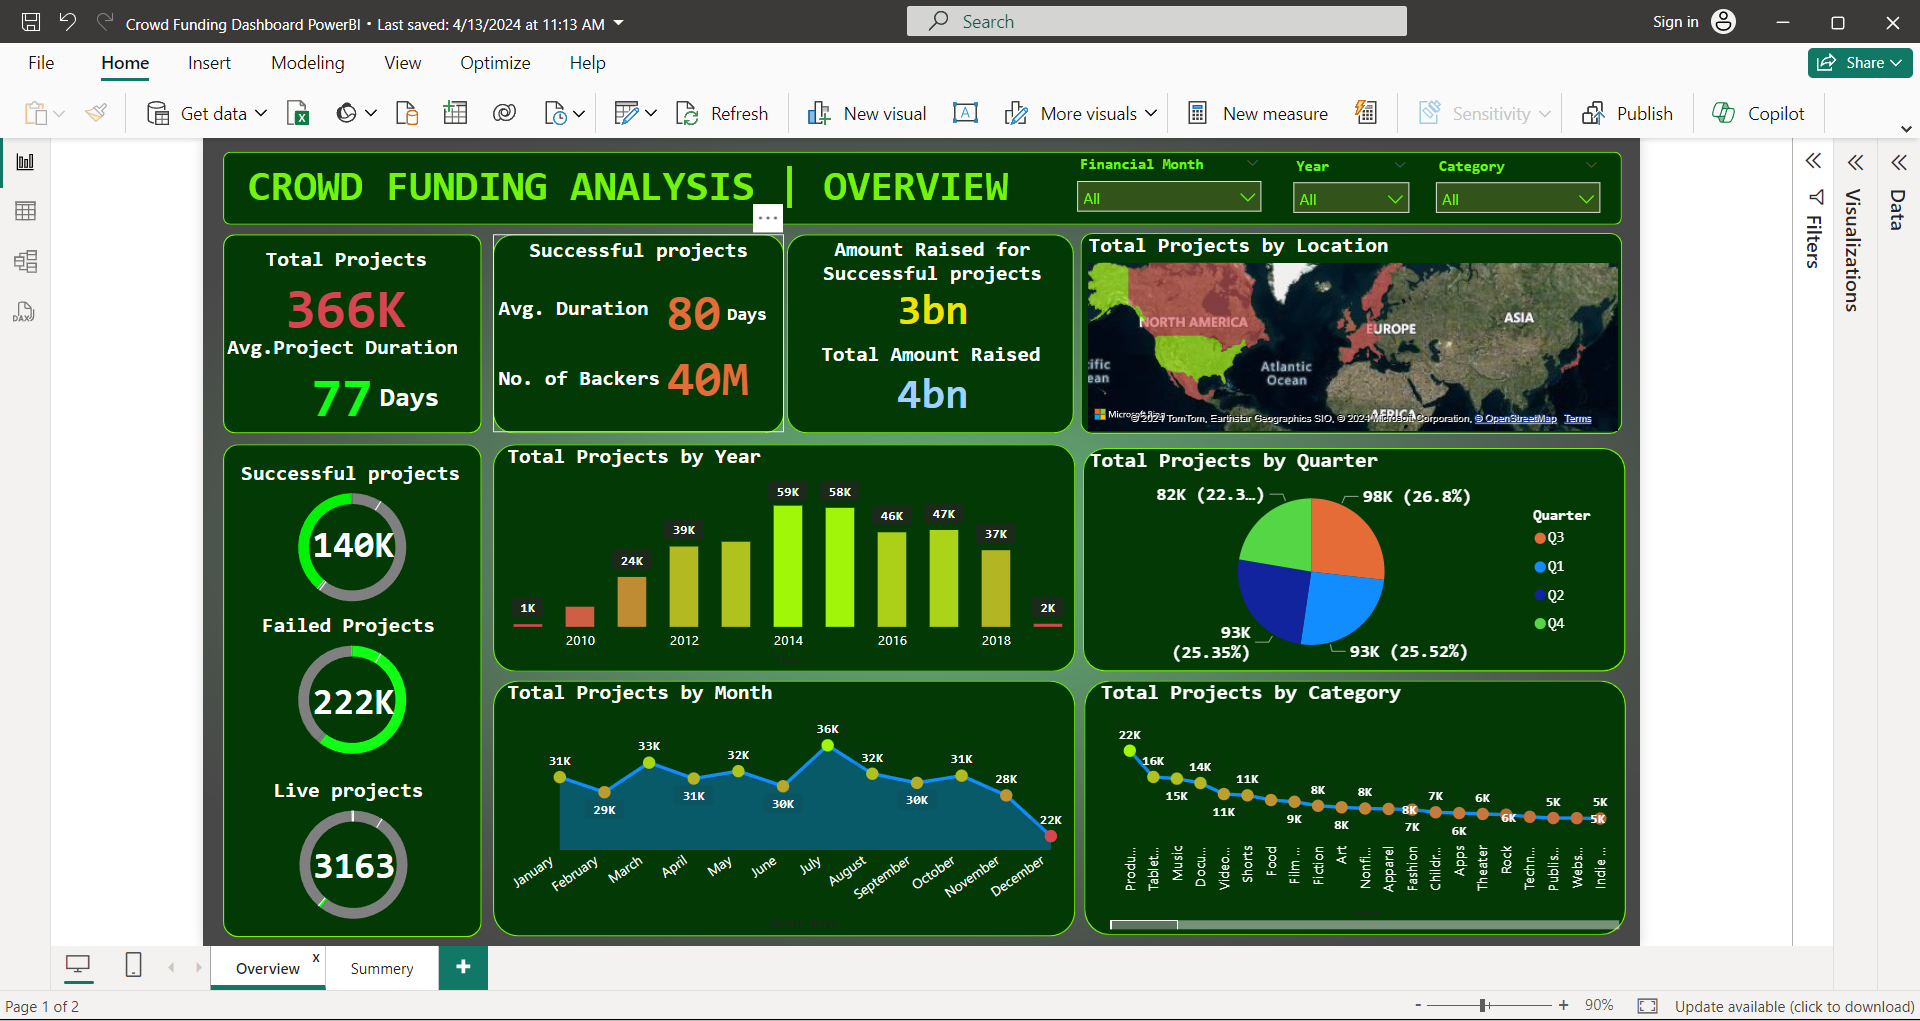 Crowd Funding Dashboard PowerBI • Last saved: 4/13/2024 at 11:13 AM
Search
Sign in
File Home Insert Modeling View Optimize Help
Share
Get data
Refresh
New visual
More visuals
New measure
Sensitivity
Publish
Copilot
CROWD FUNDING ANALYSIS | OVERVIEW
Financial Month
All
Year
All
Category
All
Filters
Visualizations
Data
DAX
Total Projects
366K
Avg.Project Duration
77 Days
Successful projects
Avg. Duration 80 Days
No. of Backers 40M
Amount Raised for
Successful projects
3bn
Total Amount Raised
4bn
Total Projects by Location
NORTH AMERICA
EUROPE
ASIA
AFRICA
Atlantic
Ocean
ific
ean
Microsoft Bing
© 2024 TomTom, Earthstar Geographics SIO, © 2024 Microsoft Corporation, © OpenStreetMap Terms
Successful projects
140K
Failed Projects
222K
Live projects
3163
Total Projects by Year
1K
24K
39K
59K
58K
46K
47K
37K
2K
2010 2012 2014 2016 2018
Total Projects by Quarter
82K (22.3...)
98K (26.8%)
93K
(25.35%)
93K (25.52%)
Quarter
Q3
Q1
Q2
Q4
Total Projects by Month
31K
29K
33K
31K
32K
30K
36K
32K
30K
31K
28K
22K
January February March April May June July August September October November December
Total Projects by Category
22K
16K
15K
14K
11K
11K
9K
8K
8K
8K
8K
7K
7K
6K
6K
6K
5K
5K
5K
Produ... Tablet... Music Docu... Video... Shorts Food Film ... Fiction Art Nonfi... Apparel Fashion Childr... Apps Theater Rock Techn... Publis... Webs... Indie ...
Overview x
Summery
+
Page 1 of 2
- + 90%
Update available (click to download)